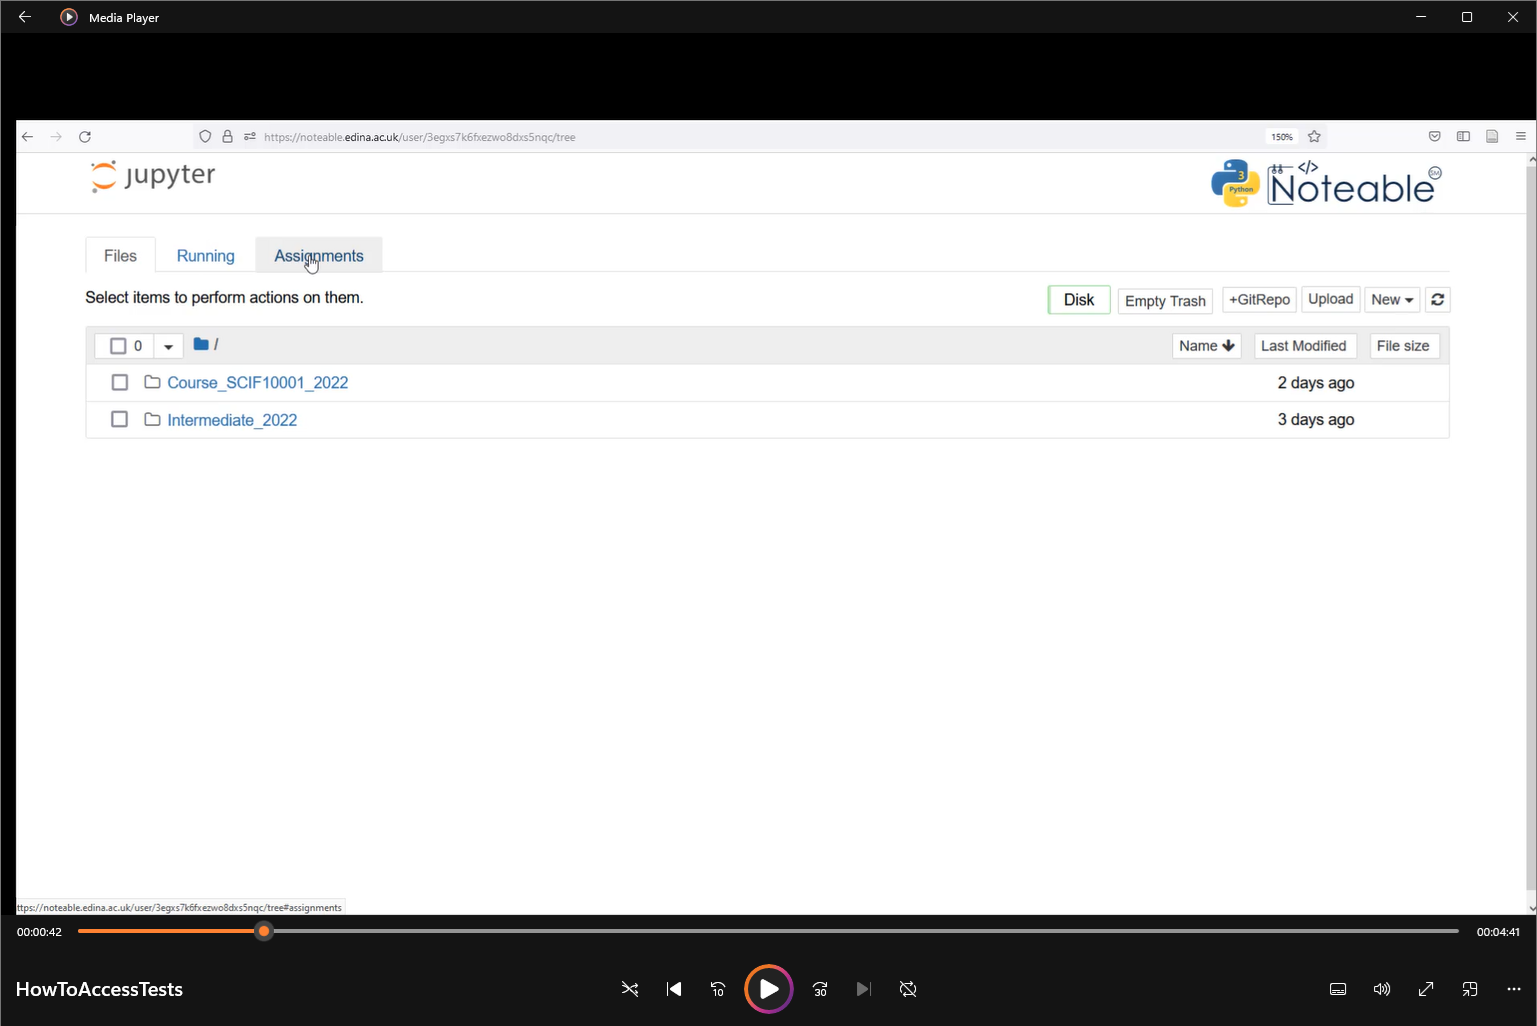 Media Player
https://noteable.edina.ac.uk/user/3egxs7k6fxezwo8dxs5nqc/tree
150%
jupyter
3
Python
</>
Noteable
SM
Files
Running
Assignments
Select items to perform actions on them.
Disk
Empty Trash
+GitRepo
Upload
New
0
/
Name
Last Modified
File size
Course_SCIF10001_2022
2 days ago
Intermediate_2022
3 days ago
ttps://noteable.edina.ac.uk/user/3egxs7k6fxezwo8dxs5nqc/tree#assignments
00:00:42
00:04:41
HowToAccessTests
10
30